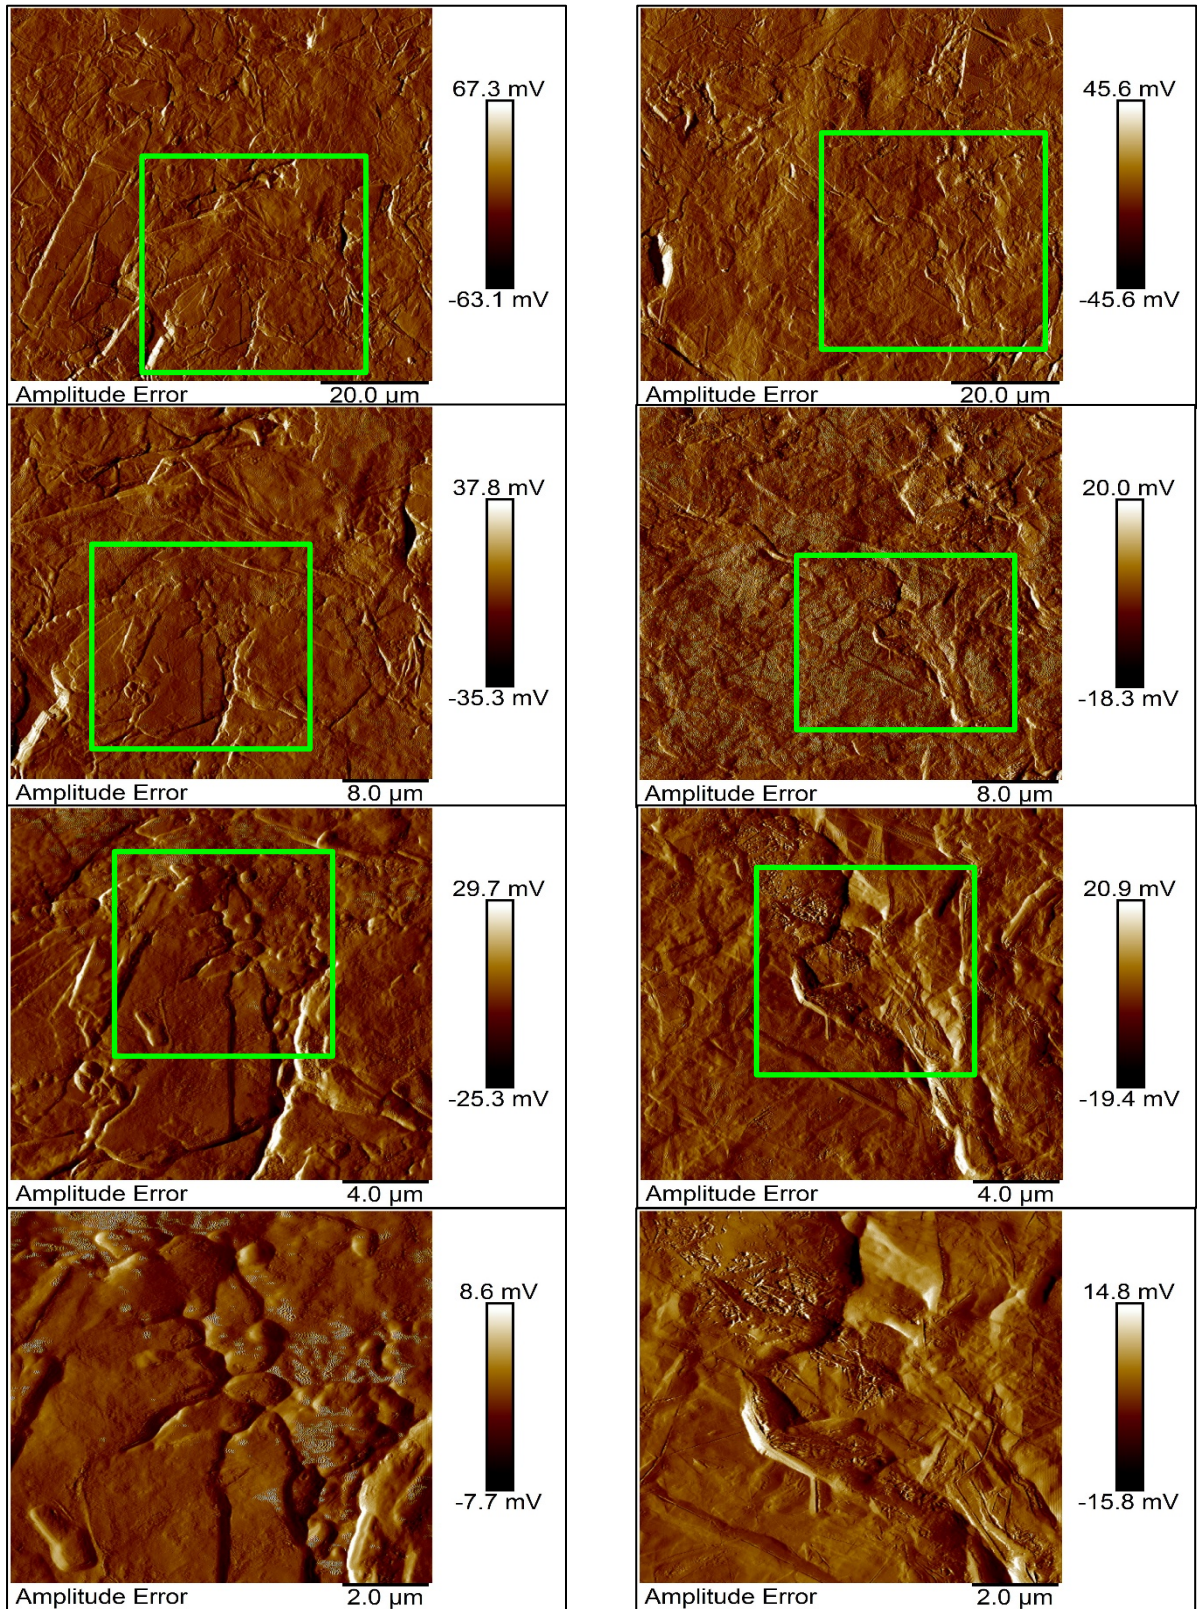 67.3 mV
-63.1 mV
Amplitude Error
20.0 µm
45.6 mV
-45.6 mV
Amplitude Error
20.0 µm
37.8 mV
-35.3 mV
Amplitude Error
8.0 µm
20.0 mV
-18.3 mV
Amplitude Error
8.0 µm
29.7 mV
-25.3 mV
Amplitude Error
4.0 µm
20.9 mV
-19.4 mV
Amplitude Error
4.0 µm
8.6 mV
-7.7 mV
Amplitude Error
2.0 µm
14.8 mV
-15.8 mV
Amplitude Error
2.0 µm